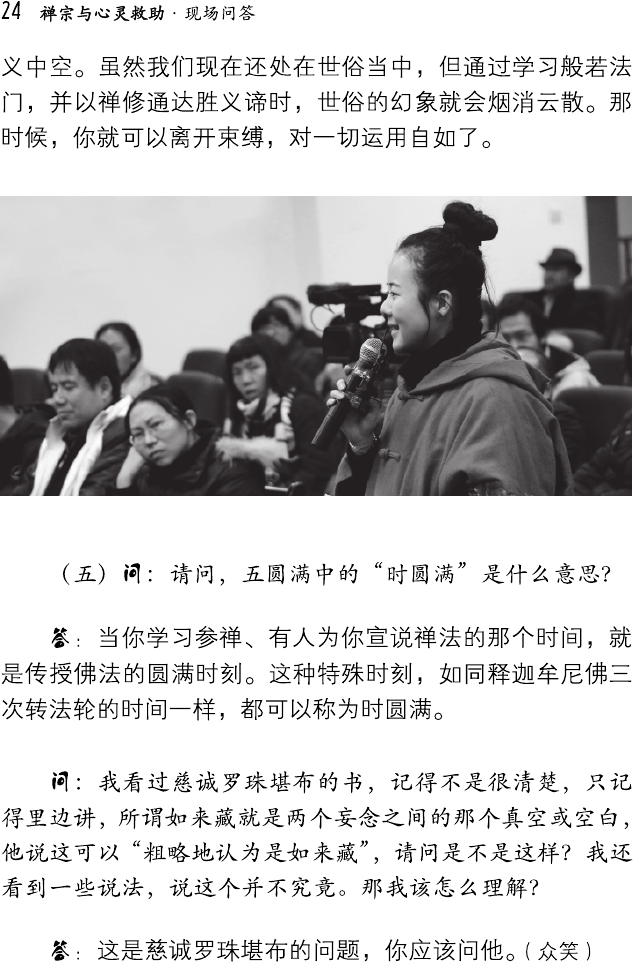 24 禅宗与心灵救助 · 现场问答
义中空。虽然我们现在还处在世俗当中，但通过学习般若法
门，并以禅修通达胜义谛时，世俗的幻象就会烟消云散。那
时候，你就可以离开束缚，对一切运用自如了。
（五）问：请问，五圆满中的“时圆满”是什么意思？
答：当你学习参禅、有人为你宣说禅法的那个时间，就
是传授佛法的圆满时刻。这种特殊时刻，如同释迦牟尼佛三
次转法轮的时间一样，都可以称为时圆满。
问：我看过慈诚罗珠堪布的书，记得不是很清楚，只记
得里边讲，所谓如来藏就是两个妄念之间的那个真空或空白，
他说这可以“粗略地认为是如来藏”，请问是不是这样？我还
看到一些说法，说这个并不究竟。那我该怎么理解？
答：这是慈诚罗珠堪布的问题，你应该问他。（众笑）